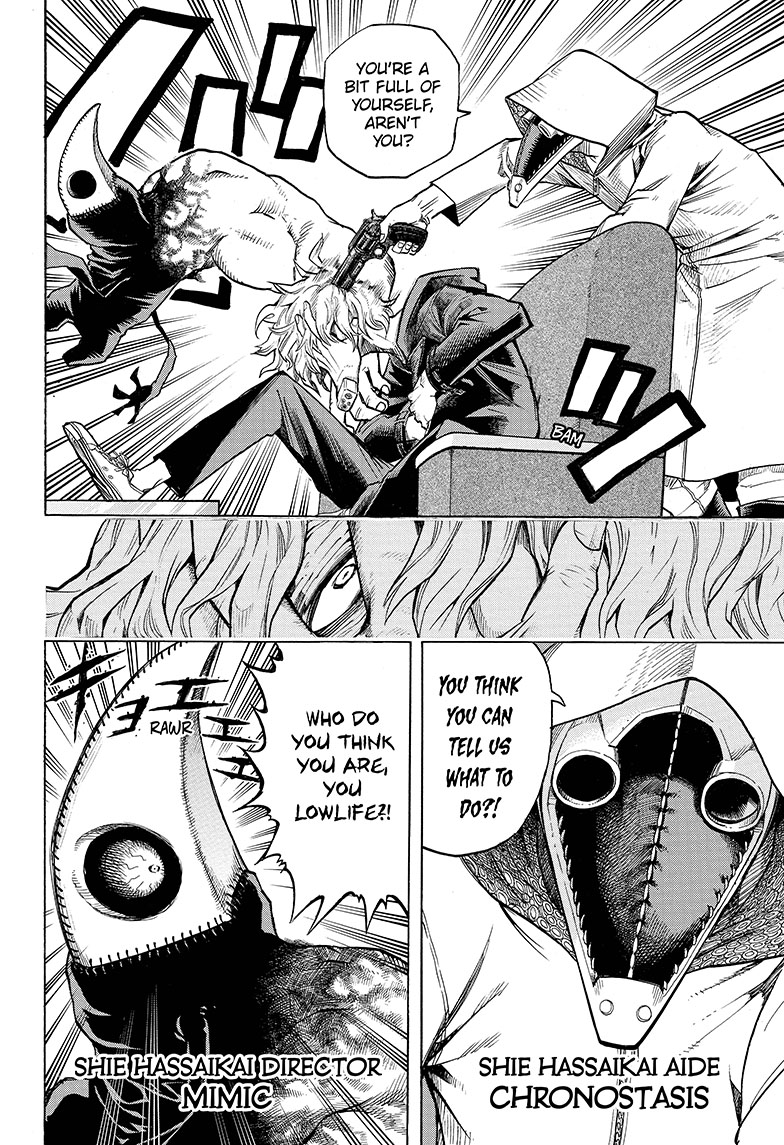 YOU'RE A
BIT FULL OF
YOURSELF,
AREN'T
YOU?
BAM
YOU THINK
YOU CAN
TELL US
WHAT TO
DO?!
SHIE HASSAIKAI AIDE
CHRONOSTASIS
RAWR
WHO DO
YOU THINK
YOU ARE,
YOU
LOWLIFE?!
SHIE HASSAIKAI DIRECTOR
MIMIC